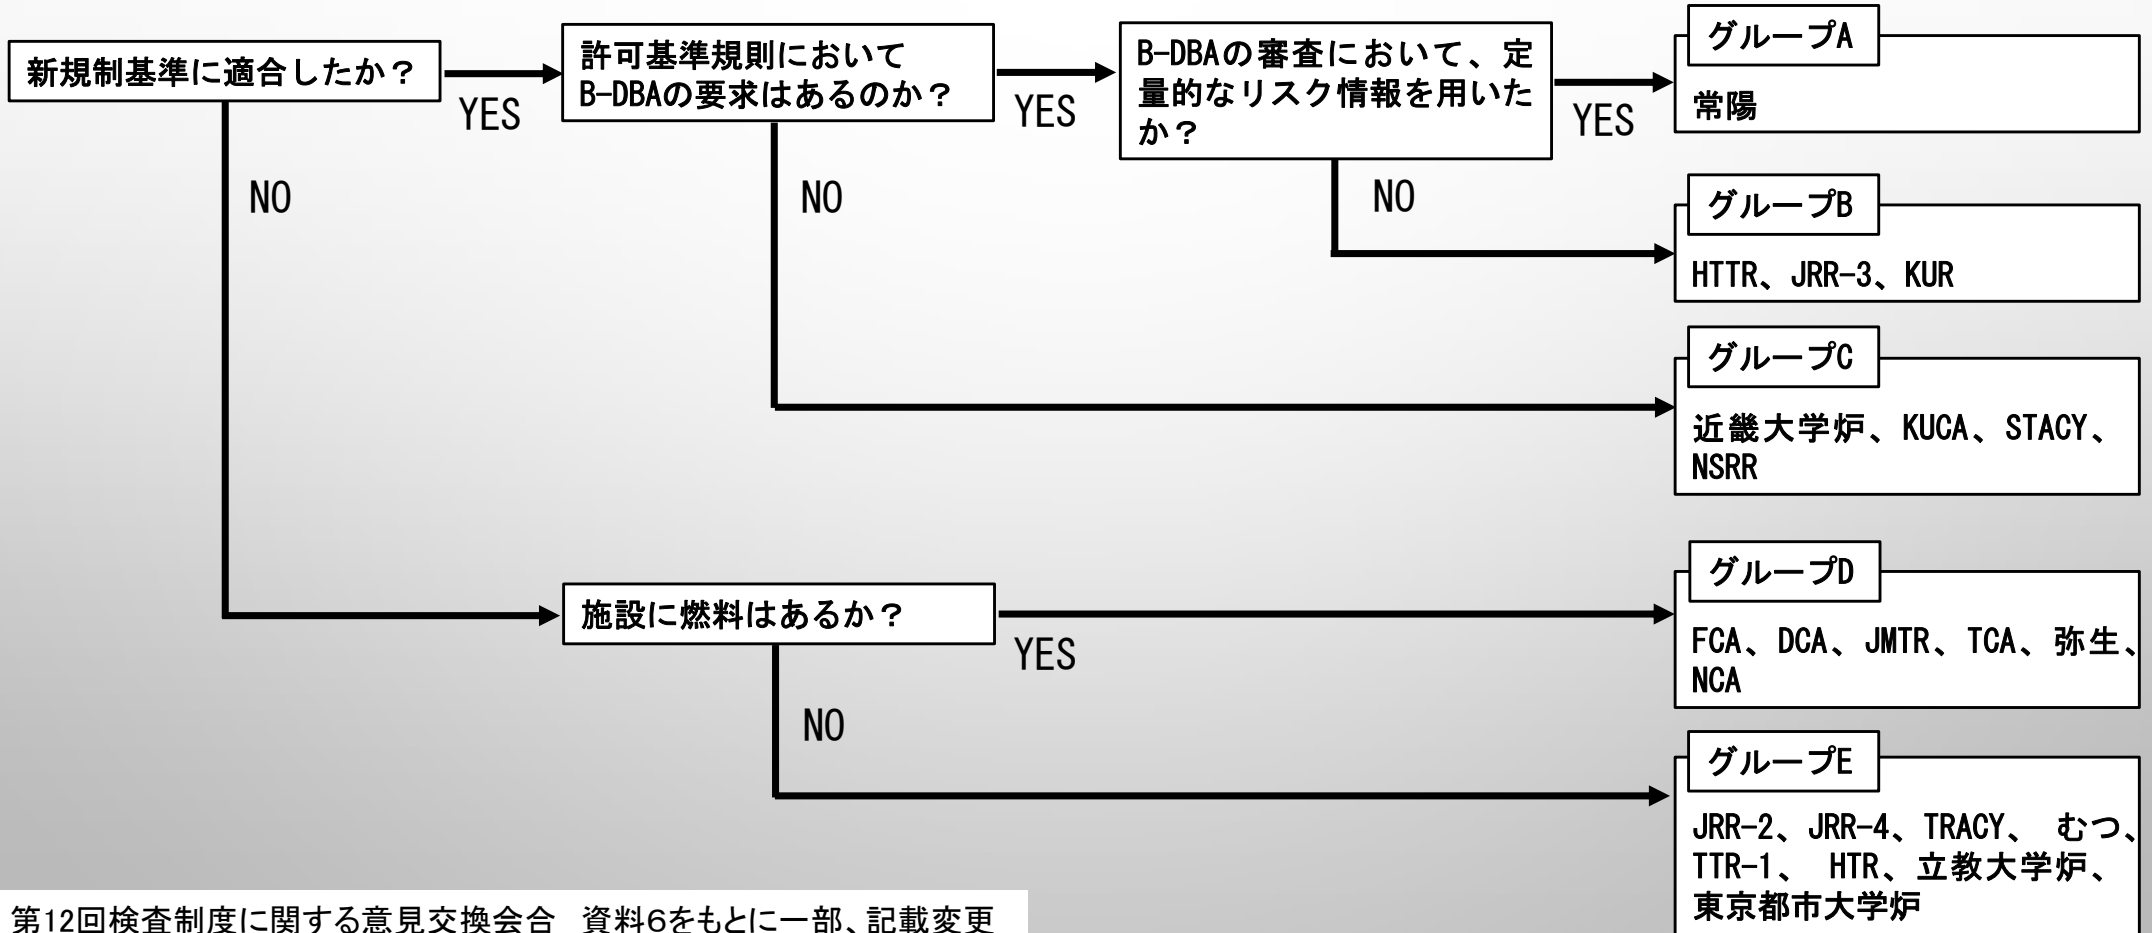 新規制基準に適合したか？
YES
NO
許可基準規則において
B-DBAの要求はあるのか？
YES
NO
B-DBAの審査において、定
量的なリスク情報を用いた
か？
YES
NO
グループA
常陽
グループB
HTTR、JRR-3、KUR
グループC
近畿大学炉、KUCA、STACY、
NSRR
施設に燃料はあるか？
YES
NO
グループD
FCA、DCA、JMTR、TCA、弥生、
NCA
グループE
JRR-2、JRR-4、TRACY、 むつ、
TTR-1、 HTR、立教大学炉、
東京都市大学炉
第12回検査制度に関する意見交換会合　資料6をもとに一部、記載変更